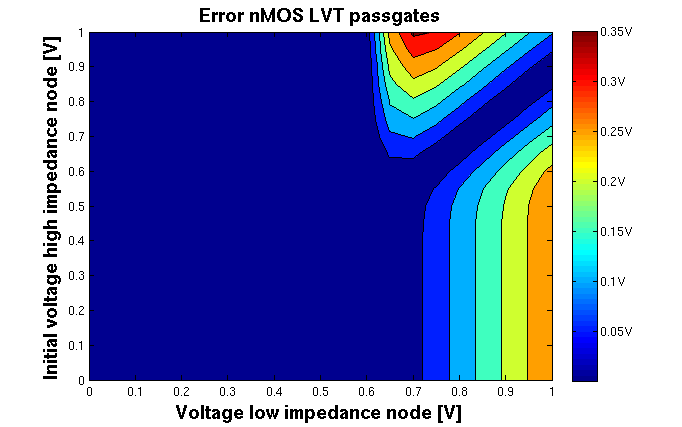 Error nMOS LVT passgates
Initial voltage high impedance node [V]
1
0.9
0.8
0.7
0.6
0.5
0.4
0.3
0.2
0.1
0
0 0.1 0.2 0.3 0.4 0.5 0.6 0.7 0.8 0.9 1
Voltage low impedance node [V]
0.35V
0.3V
0.25V
0.2V
0.15V
0.1V
0.05V